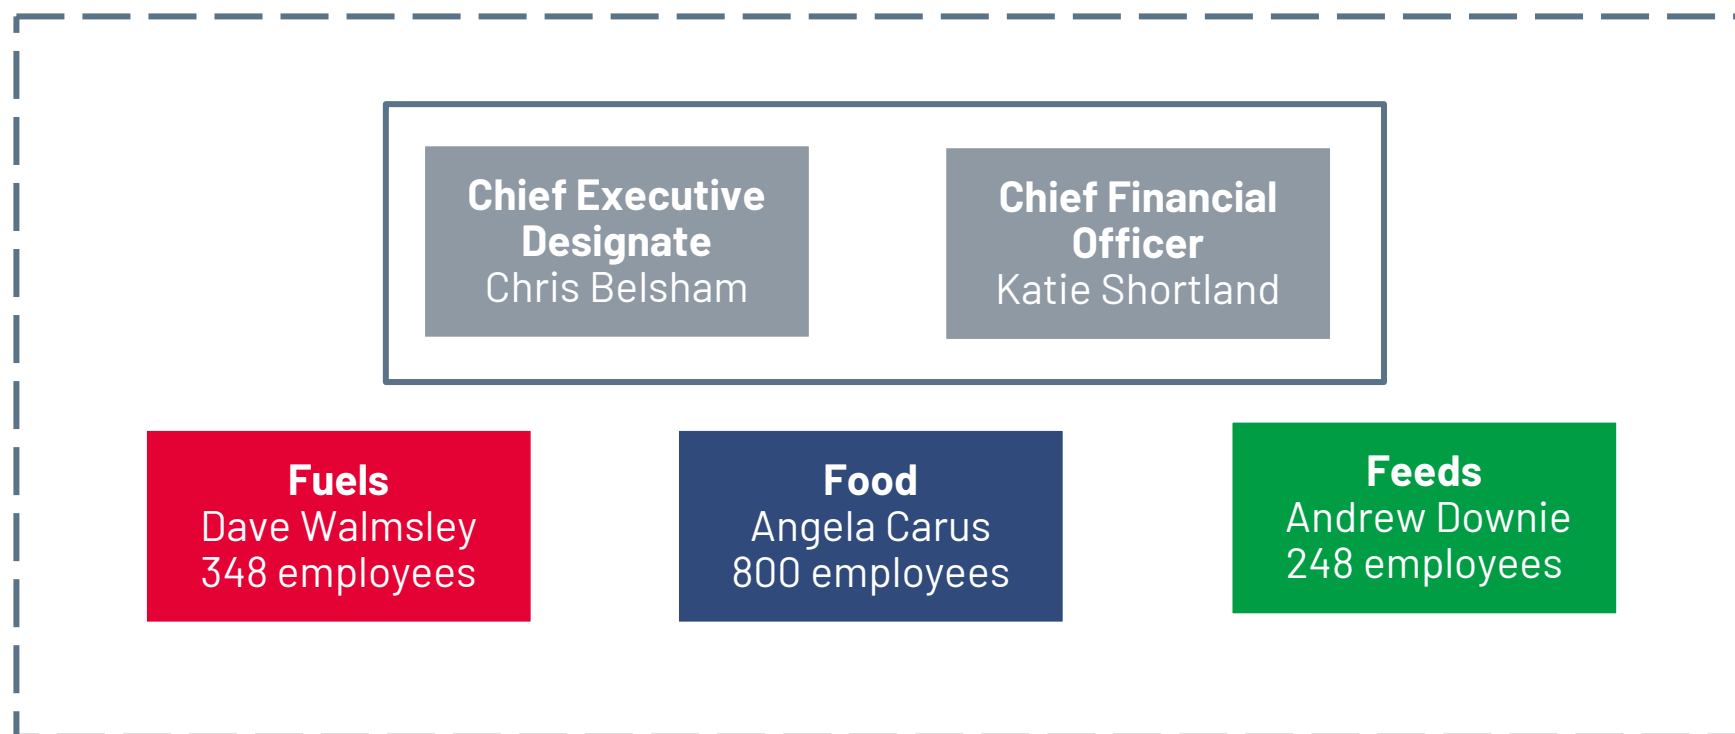 Chief Executive
Designate
Chris Belsham
Chief Financial
Officer
Katie Shortland
Fuels
Dave Walmsley
348 employees
Food
Angela Carus
800 employees
Feeds
Andrew Downie
248 employees